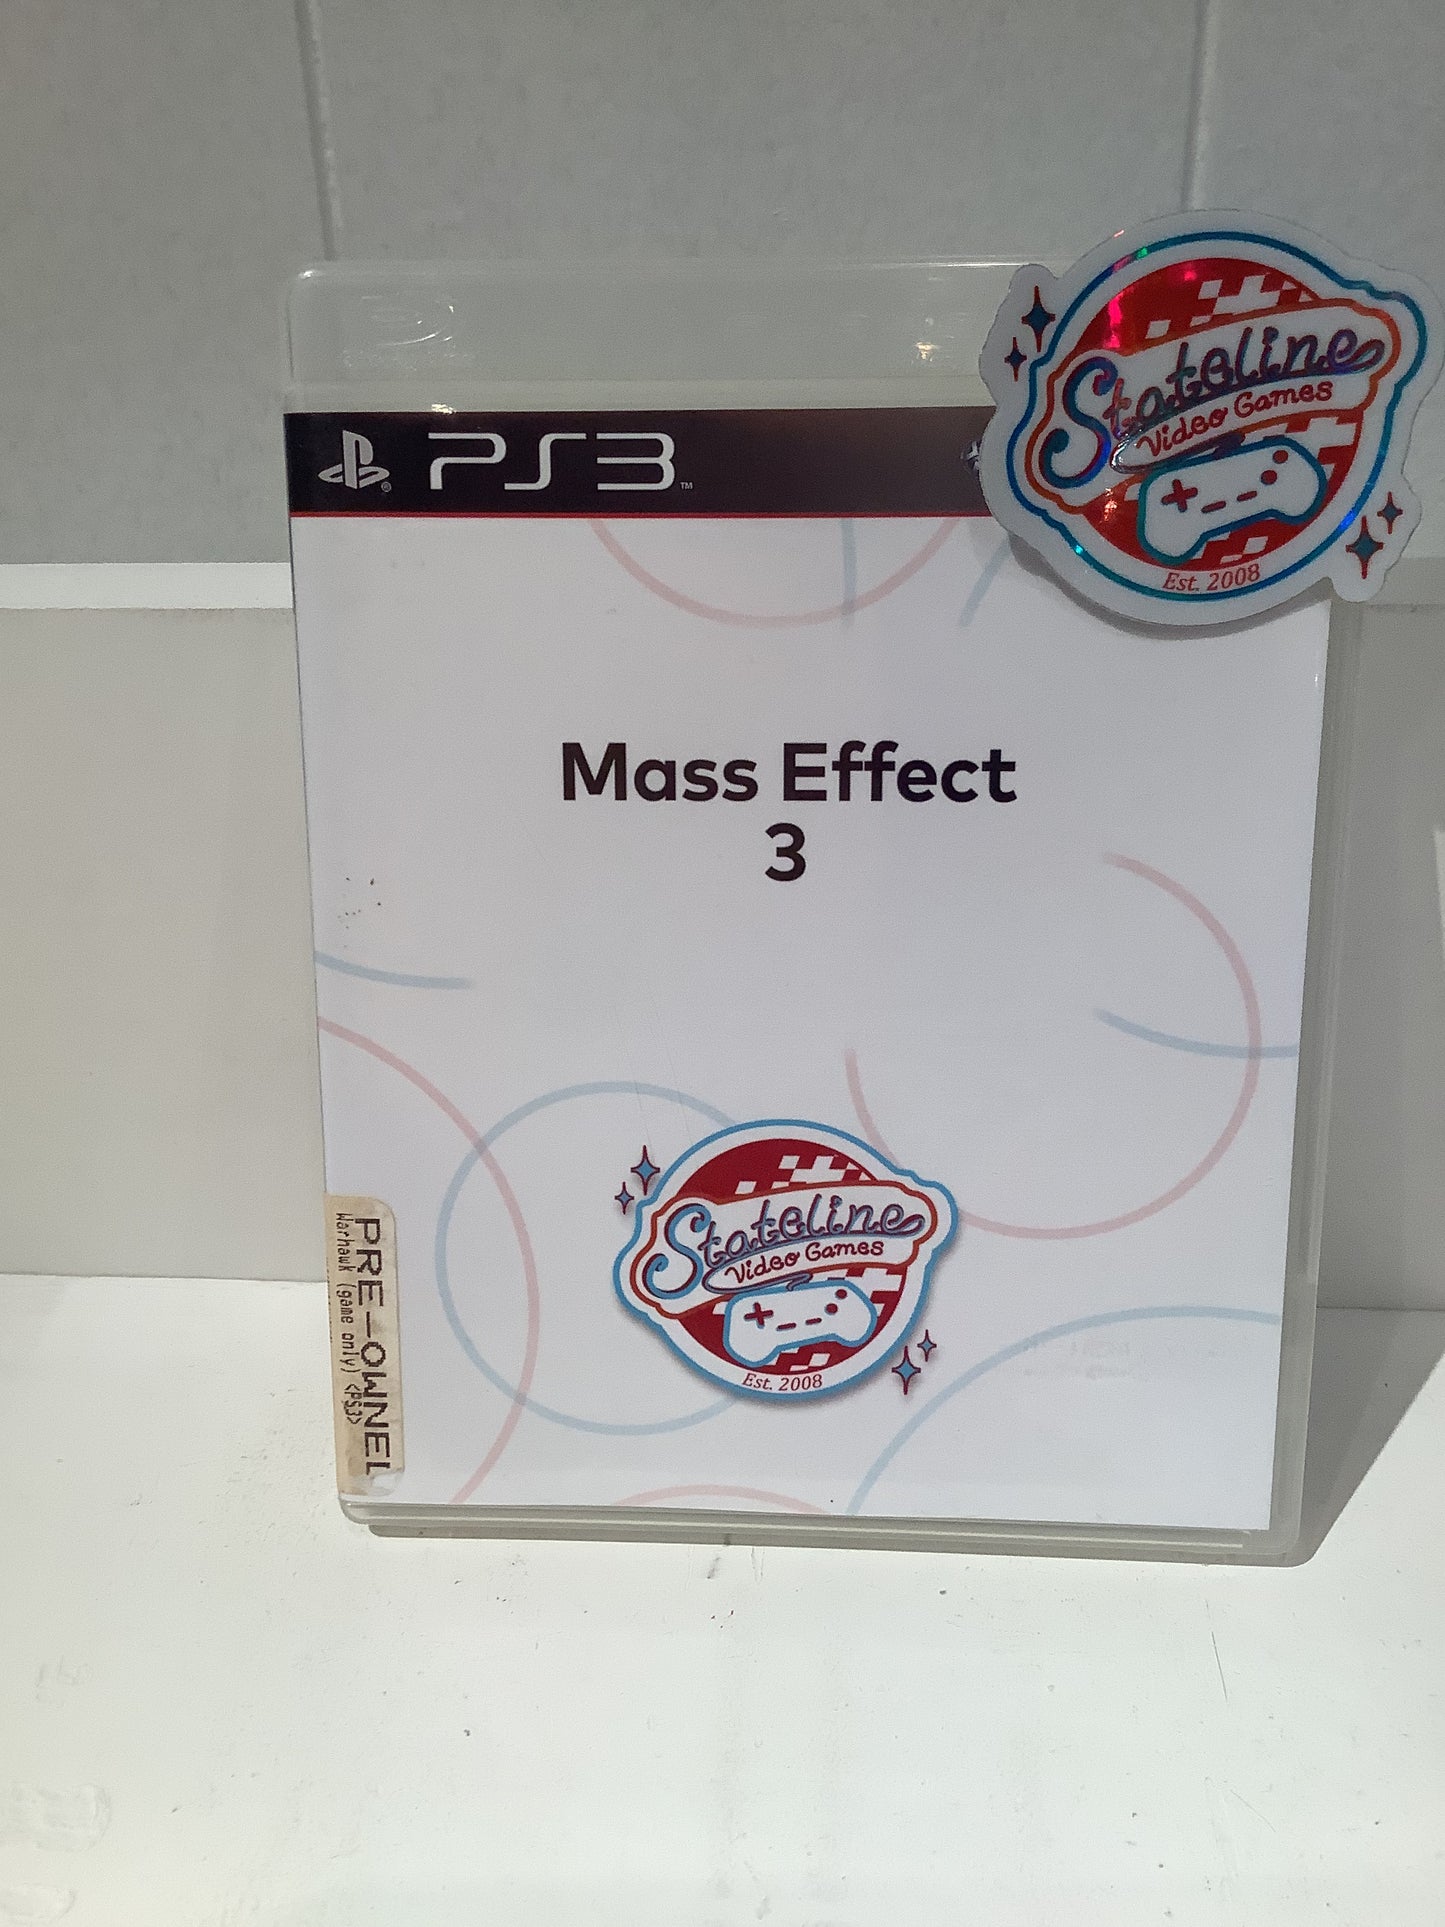 PS3™
Stateline
Video Games
Est. 2008
Mass Effect
3
PRE-OWNED
Warhawk (game only) <PS3>
Stateline
Video Games
Est. 2008